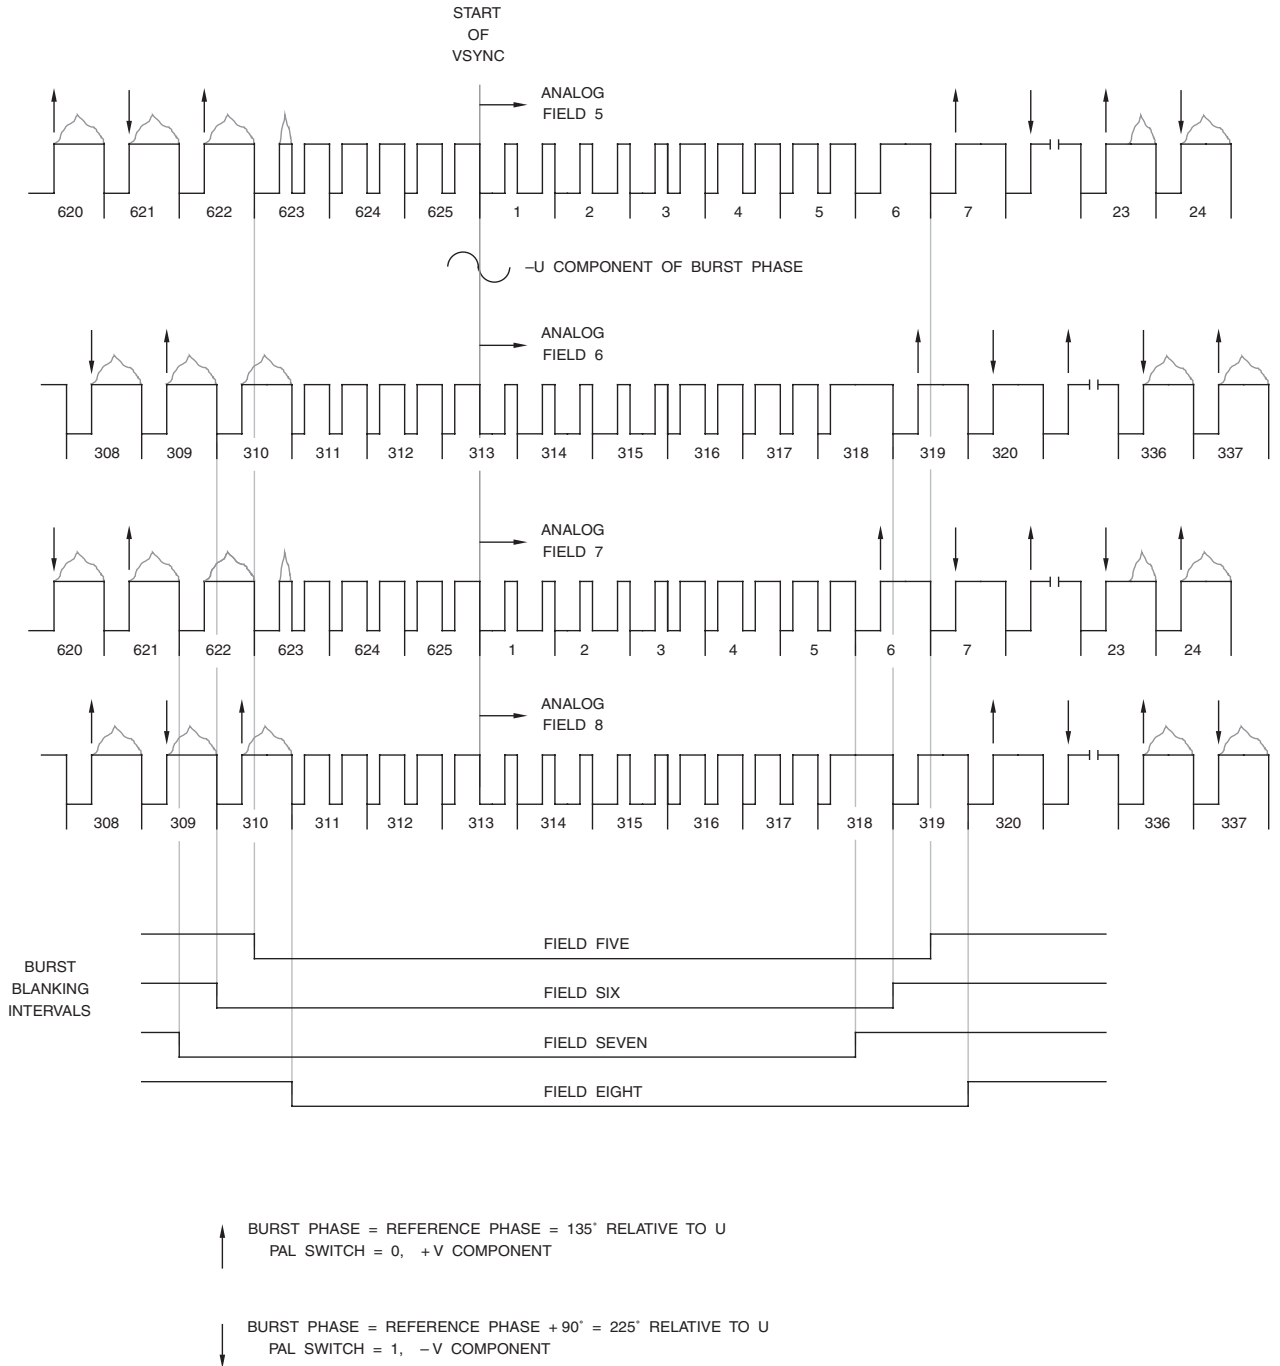 START
OF
VSYNC
ANALOG
FIELD 5
620 621 622 623 624 625 1 2 3 4 5 6 7 23 24
–U COMPONENT OF BURST PHASE
ANALOG
FIELD 6
308 309 310 311 312 313 314 315 316 317 318 319 320 336 337
ANALOG
FIELD 7
620 621 622 623 624 625 1 2 3 4 5 6 7 23 24
ANALOG
FIELD 8
308 309 310 311 312 313 314 315 316 317 318 319 320 336 337
BURST
BLANKING
INTERVALS
FIELD FIVE
FIELD SIX
FIELD SEVEN
FIELD EIGHT
BURST PHASE = REFERENCE PHASE = 135° RELATIVE TO U
PAL SWITCH = 0, +V COMPONENT
BURST PHASE = REFERENCE PHASE +90° = 225° RELATIVE TO U
PAL SWITCH = 1, –V COMPONENT